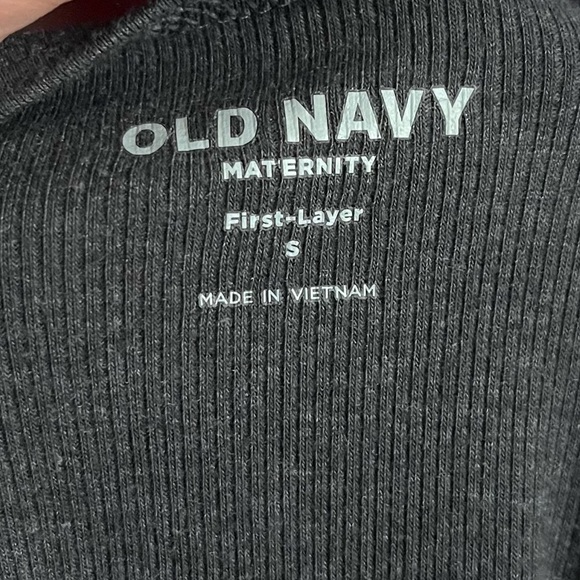 OLD NAVY
MATERNITY
First-Layer
S
MADE IN VIETNAM